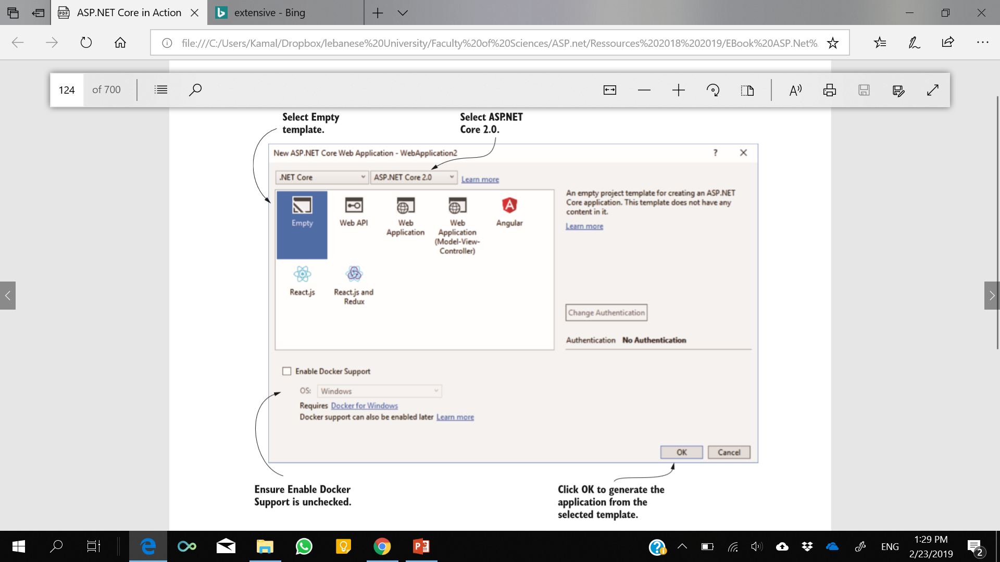 ASP.NET Core in Action
extensive - Bing
file:///C:/Users/Kamal/Dropbox/lebanese%20University/Faculty%20of%20Sciences/ASP.net/Ressources%202018%202019/EBook%20ASP.Net%.
124 of 700
Select Empty
template.
Select ASP.NET
Core 2.0.
New ASP.NET Core Web Application - WebApplication2
?
.NET Core
ASP.NET Core 2.0
Learn more
Empty
Web API
Web
Application
Web
Application
(Model-View-
Controller)
Angular
React.js
React.js and
Redux
An empty project template for creating an ASP.NET
Core application. This template does not have any
content in it.
Learn more
Change Authentication
Authentication No Authentication
Enable Docker Support
OS: Windows
Requires Docker for Windows
Docker support can also be enabled later Learn more
OK
Cancel
Ensure Enable Docker
Support is unchecked.
Click OK to generate the
application from the
selected template.
ENG
1:29 PM
2/23/2019
2